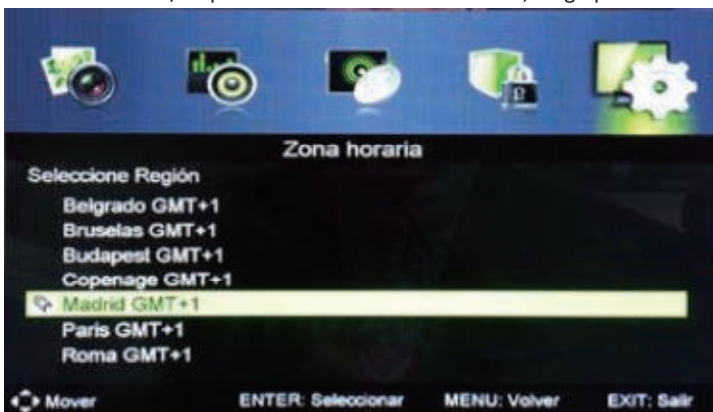 Zona horaria
Seleccione Región
Belgrado GMT+1
Bruselas GMT+1
Budapest GMT+1
Copenage GMT+1
Madrid GMT+1
Paris GMT+1
Roma GMT+1
Mover ENTER: Seleccionar MENU: Volver EXIT: Salir